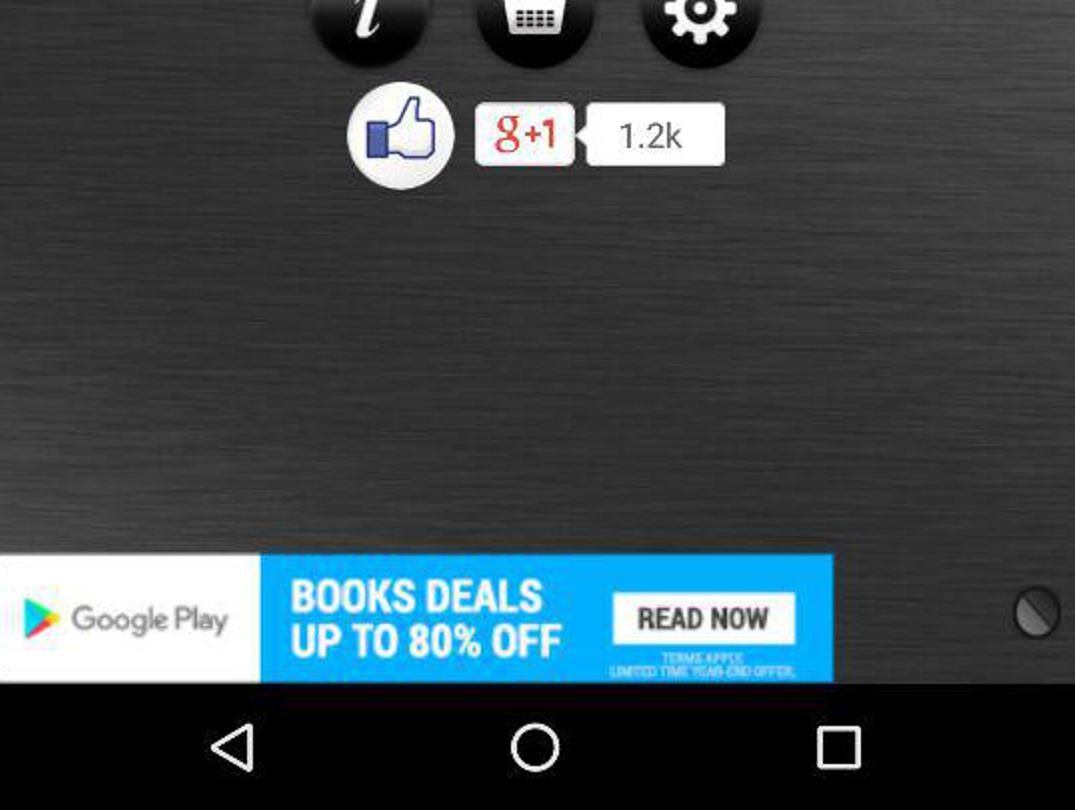 i
g+1
1.2k
Google Play
BOOKS DEALS
UP TO 80% OFF
READ NOW
TERMS APPLY.
LIMITED TIME YEAR-END OFFER.